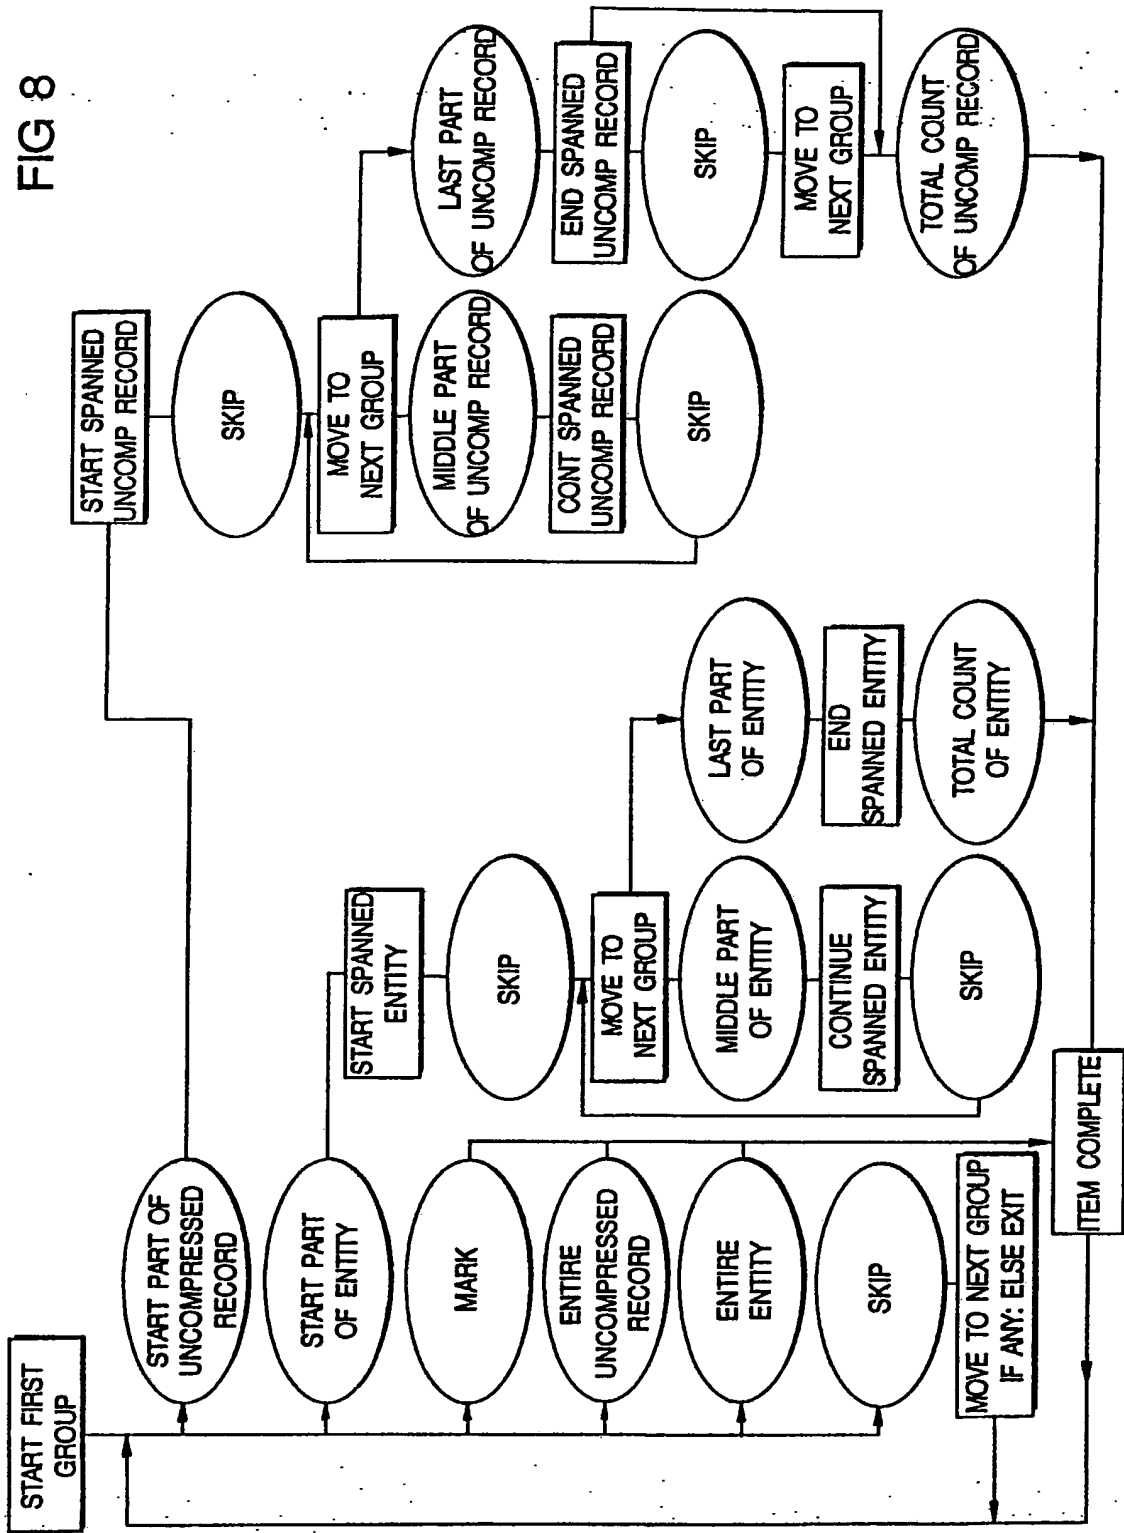 FIG 8
START FIRST
GROUP
START PART OF
UNCOMPRESSED
RECORD
START PART
OF ENTITY
MARK
ENTIRE
UNCOMPRESSED
RECORD
ENTIRE
ENTITY
SKIP
MOVE TO NEXT GROUP
IF ANY: ELSE EXIT
ITEM COMPLETE
START SPANNED
ENTITY
SKIP
MOVE TO
NEXT GROUP
MIDDLE PART
OF ENTITY
CONTINUE
SPANNED ENTITY
SKIP
LAST PART
OF ENTITY
END
SPANNED ENTITY
TOTAL COUNT
OF ENTITY
START SPANNED
UNCOMP RECORD
SKIP
MOVE TO
NEXT GROUP
MIDDLE PART
OF UNCOMP RECORD
CONT SPANNED
UNCOMP RECORD
SKIP
LAST PART
OF UNCOMP RECORD
END SPANNED
UNCOMP RECORD
SKIP
MOVE TO
NEXT GROUP
TOTAL COUNT
OF UNCOMP RECORD